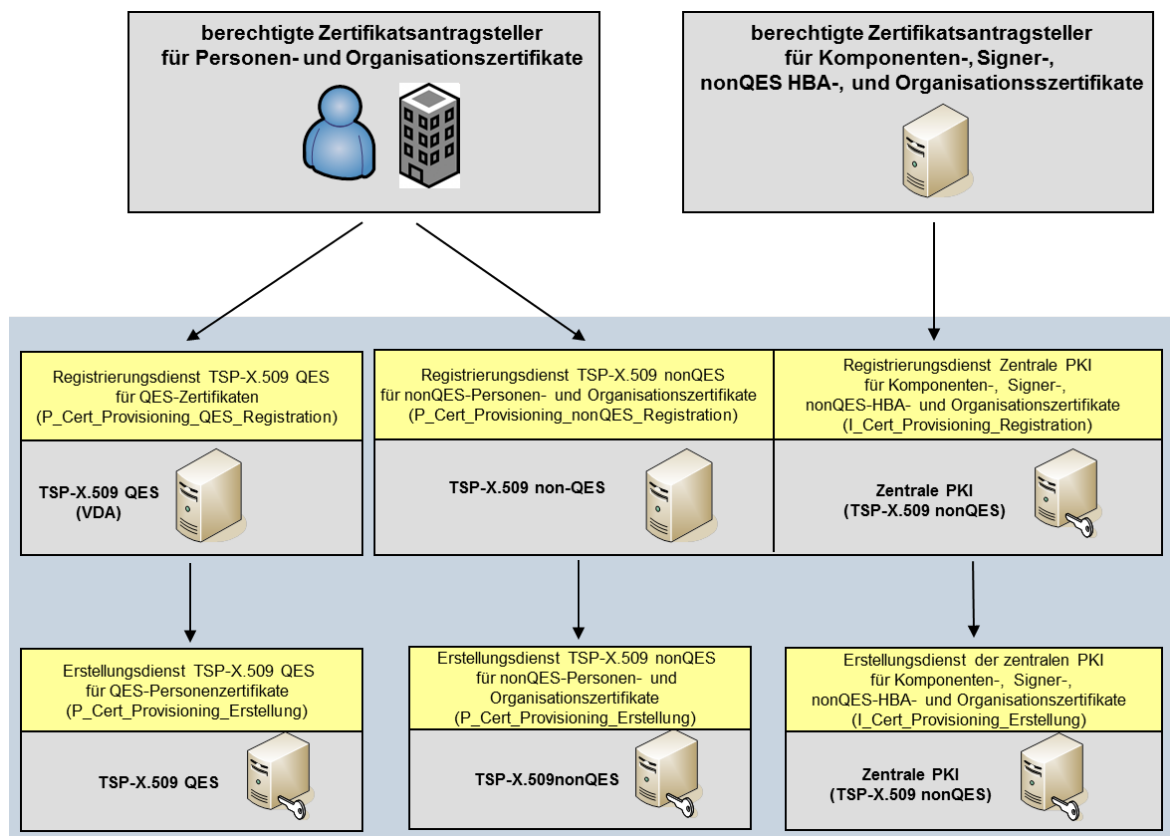 berechtigte Zertifikatsantragsteller
für Personen- und Organisationszertifikate
berechtigte Zertifikatsantragsteller
für Komponenten-, Signer-,
nonQES HBA-, und Organisationsszertifikate
Registrierungsdienst TSP-X.509 QES
für QES-Zertifikaten
(P_Cert_Provisioning_QES_Registration)
TSP-X.509 QES
(VDA)
Registrierungsdienst TSP-X.509 nonQES
für nonQES-Personen- und Organisationszertifikate
(P_Cert_Provisioning_nonQES_Registration)
TSP-X.509 non-QES
Registrierungsdienst Zentrale PKI
für Komponenten-, Signer-,
nonQES-HBA- und Organisationszertifikate
(I_Cert_Provisioning_Registration)
Zentrale PKI
(TSP-X.509 nonQES)
Erstellungsdienst TSP-X.509 QES
für QES-Personenzertifikate
(P_Cert_Provisioning_Erstellung)
TSP-X.509 QES
Erstellungsdienst TSP-X.509 nonQES
für nonQES-Personen- und
Organisationszertifikate
(P_Cert_Provisioning_Erstellung)
TSP-X.509nonQES
Erstellungsdienst der zentralen PKI
für Komponenten-, Signer-,
nonQES-HBA- und Organisationszertifikate
(I_Cert_Provisioning_Erstellung)
Zentrale PKI
(TSP-X.509 nonQES)